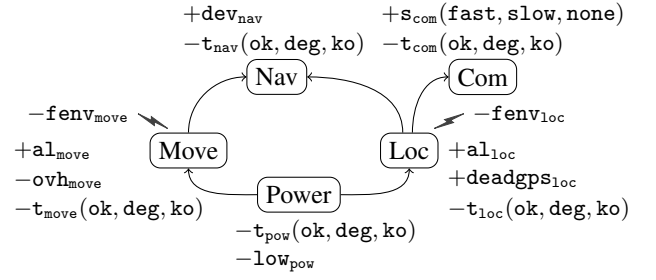 +dev_nav
−t_nav(ok, deg, ko)
+s_com(fast, slow, none)
−t_com(ok, deg, ko)
Nav
Com
−fenv_move
−fenv_loc
+al_move
−ovh_move
−t_move(ok, deg, ko)
Move
Loc
+al_loc
+deadgps_loc
−t_loc(ok, deg, ko)
Power
−t_pow(ok, deg, ko)
−low_pow